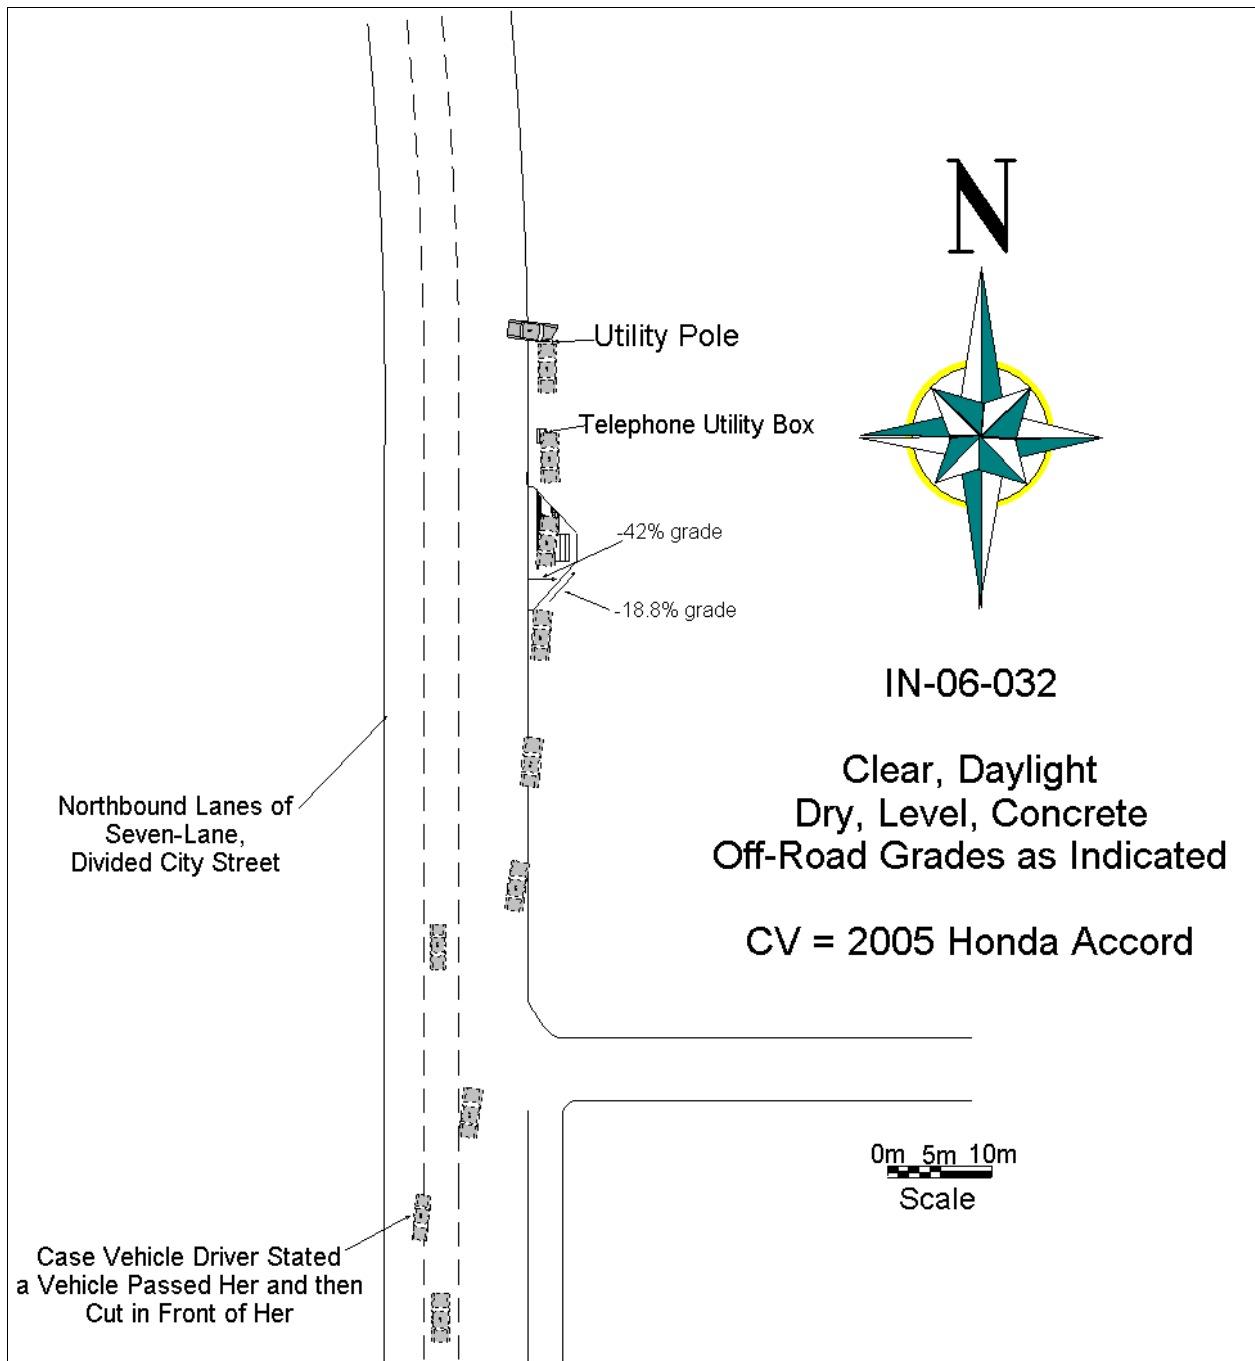 N
Utility Pole
Telephone Utility Box
-42% grade
-18.8% grade
IN-06-032
Clear, Daylight
Dry, Level, Concrete
Off-Road Grades as Indicated
CV = 2005 Honda Accord
Northbound Lanes of
Seven-Lane,
Divided City Street
0m 5m 10m
Scale
Case Vehicle Driver Stated
a Vehicle Passed Her and then
Cut in Front of Her